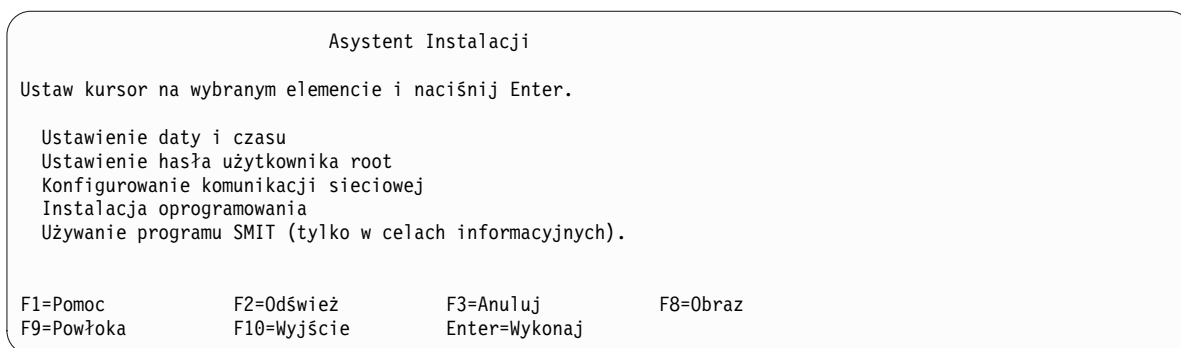 Asystent Instalacji
Ustaw kursor na wybranym elemencie i naciśnij Enter.
Ustawienie daty i czasu
Ustawienie hasła użytkownika root
Konfigurowanie komunikacji sieciowej
Instalacja oprogramowania
Używanie programu SMIT (tylko w celach informacyjnych).
F1=Pomoc F2=Odśwież F3=Anuluj F8=Obraz
F9=Powłoka F10=Wyjście Enter=Wykonaj